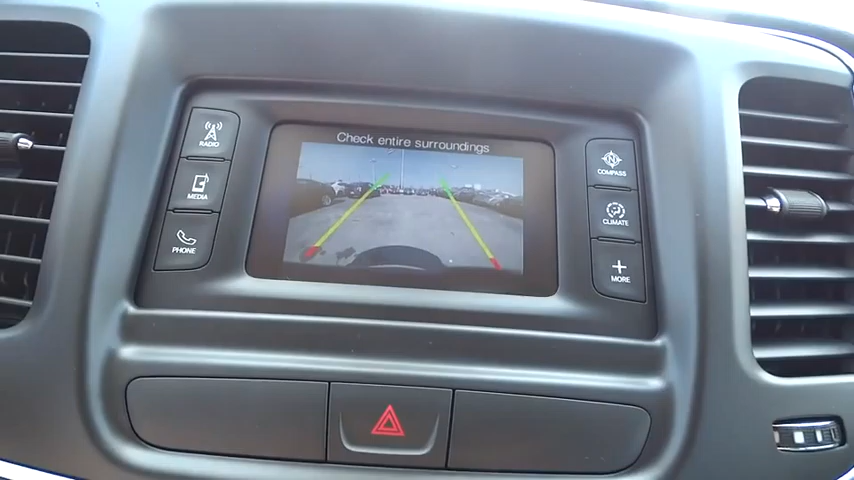 Check entire surroundings
RADIO
MEDIA
PHONE
N
COMPASS
CLIMATE
MORE